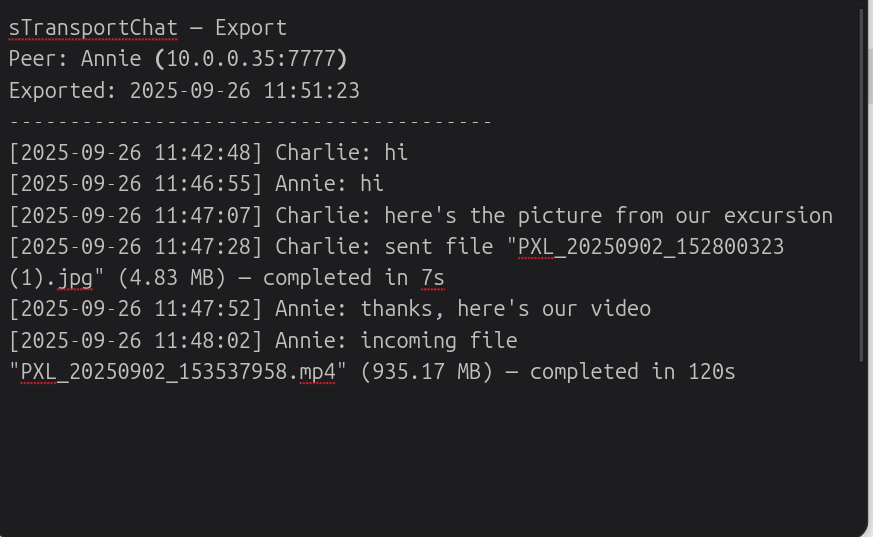 sTransportChat — Export
Peer: Annie (10.0.0.35:7777)
Exported: 2025-09-26 11:51:23
----------------------------------------
[2025-09-26 11:42:48] Charlie: hi
[2025-09-26 11:46:55] Annie: hi
[2025-09-26 11:47:07] Charlie: here's the picture from our excursion
[2025-09-26 11:47:28] Charlie: sent file "PXL_20250902_152800323
(1).jpg" (4.83 MB) — completed in 7s
[2025-09-26 11:47:52] Annie: thanks, here's our video
[2025-09-26 11:48:02] Annie: incoming file
"PXL_20250902_153537958.mp4" (935.17 MB) — completed in 120s